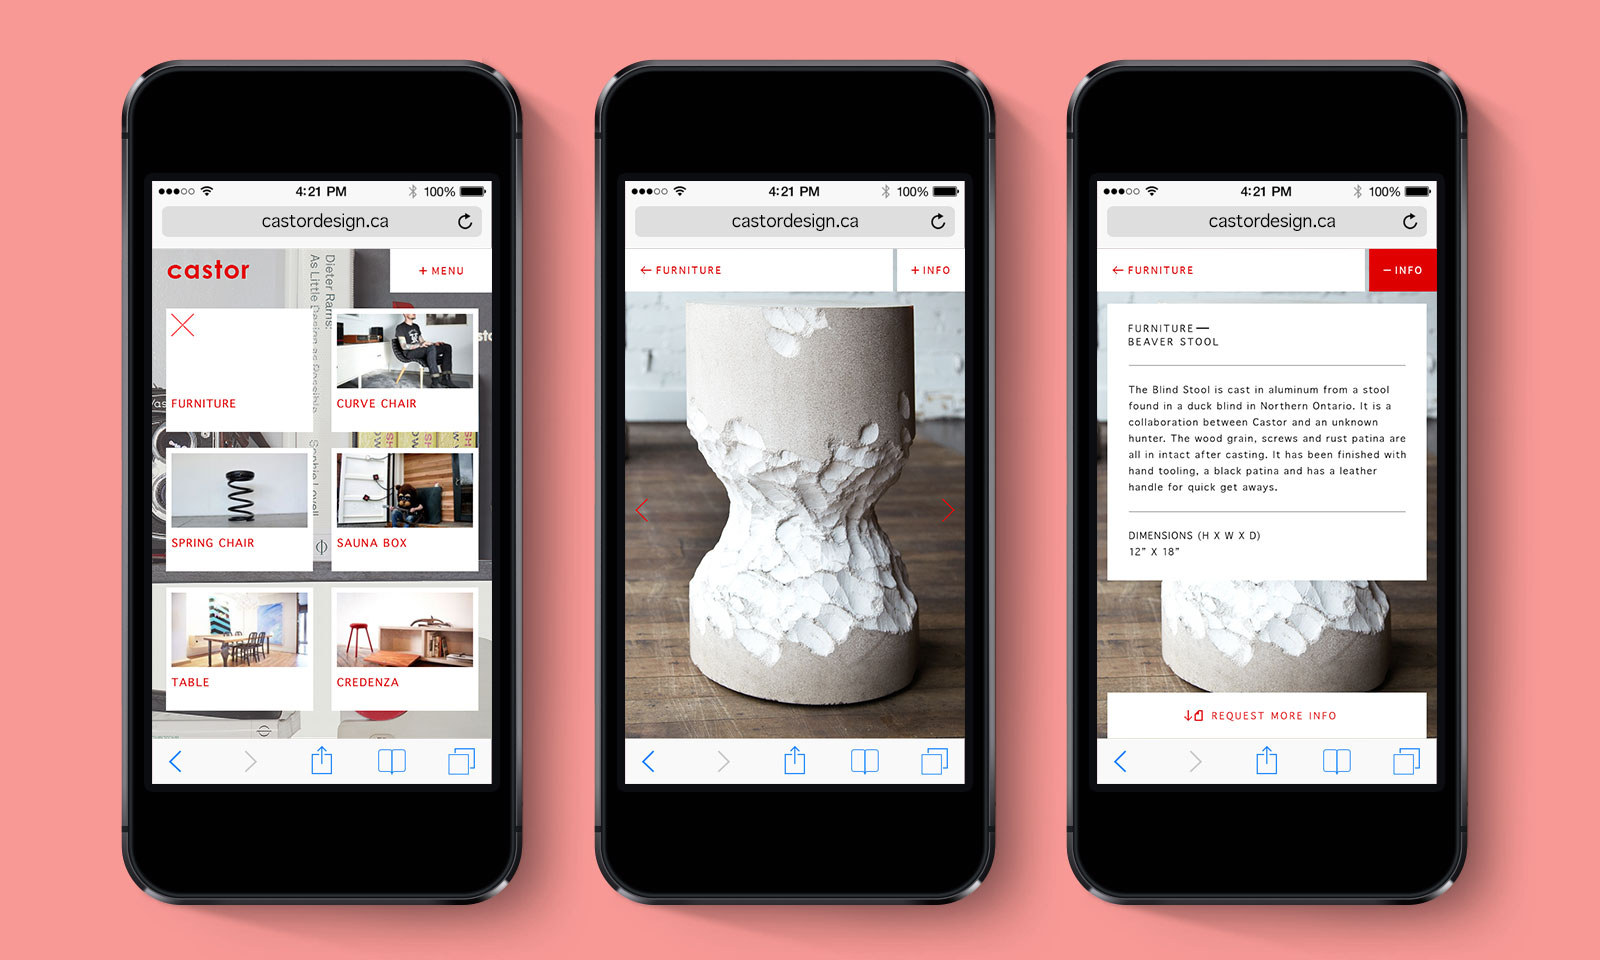 4:21 PM
100%
castordesign.ca
castor
+ MENU
Dieter Rams:
As Little Design as Possible
Sophie Lovell
FURNITURE
CURVE CHAIR
SPRING CHAIR
SAUNA BOX
TABLE
CREDENZA
4:21 PM
100%
castordesign.ca
← FURNITURE
+ INFO
4:21 PM
100%
castordesign.ca
← FURNITURE
– INFO
FURNITURE—
BEAVER STOOL
The Blind Stool is cast in aluminum from a stool
found in a duck blind in Northern Ontario. It is a
collaboration between Castor and an unknown
hunter. The wood grain, screws and rust patina are
all in intact after casting. It has been finished with
hand tooling, a black patina and has a leather
handle for quick get aways.
DIMENSIONS (H X W X D)
12” X 18”
REQUEST MORE INFO